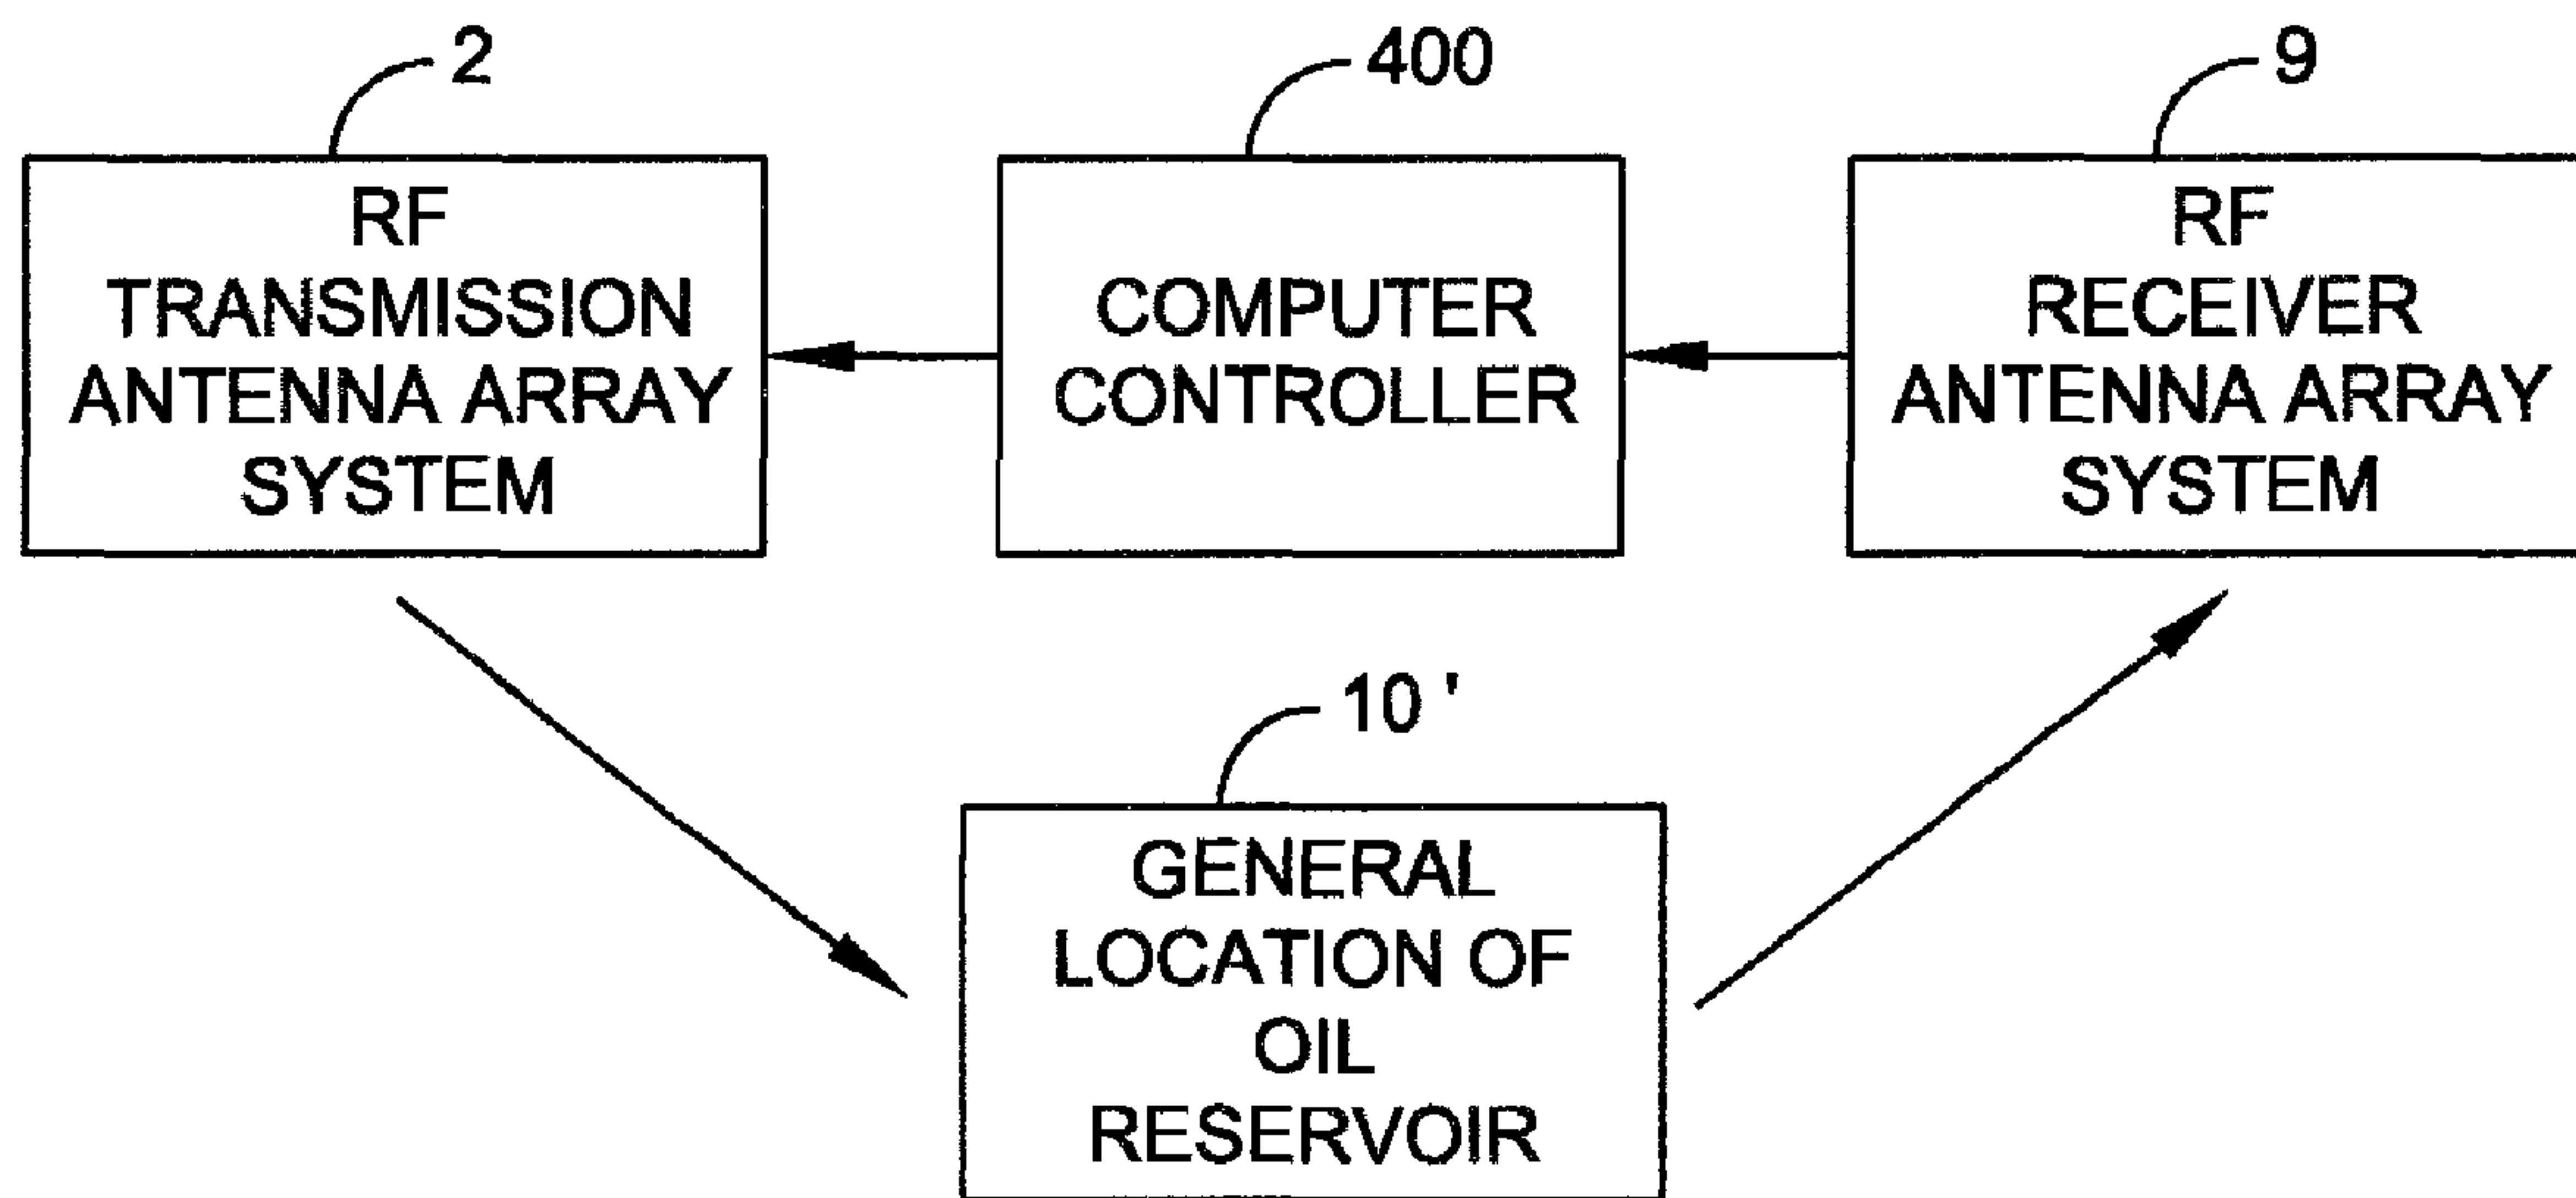 2
400
9
RF
TRANSMISSION
ANTENNA ARRAY
SYSTEM
COMPUTER
CONTROLLER
RF
RECEIVER
ANTENNA ARRAY
SYSTEM
10 '
GENERAL
LOCATION OF
OIL
RESERVOIR